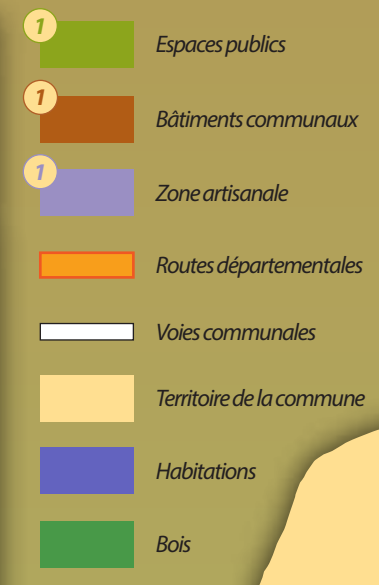 1 Espaces publics
1 Bâtiments communaux
1 Zone artisanale
Routes départementales
Voies communales
Territoire de la commune
Habitations
Bois